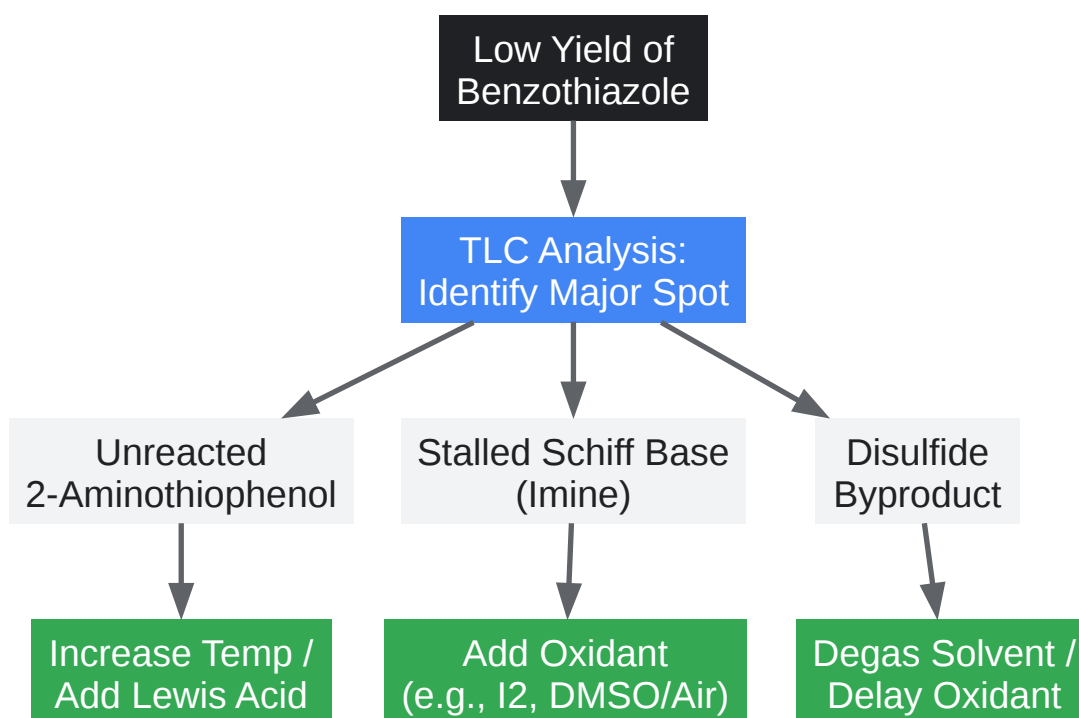 Low Yield of
Benzothiazole
TLC Analysis:
Identify Major Spot
Unreacted
2-Aminothiophenol
Stalled Schiff Base
(Imine)
Disulfide
Byproduct
Increase Temp /
Add Lewis Acid
Add Oxidant
(e.g., I2, DMSO/Air)
Degas Solvent /
Delay Oxidant